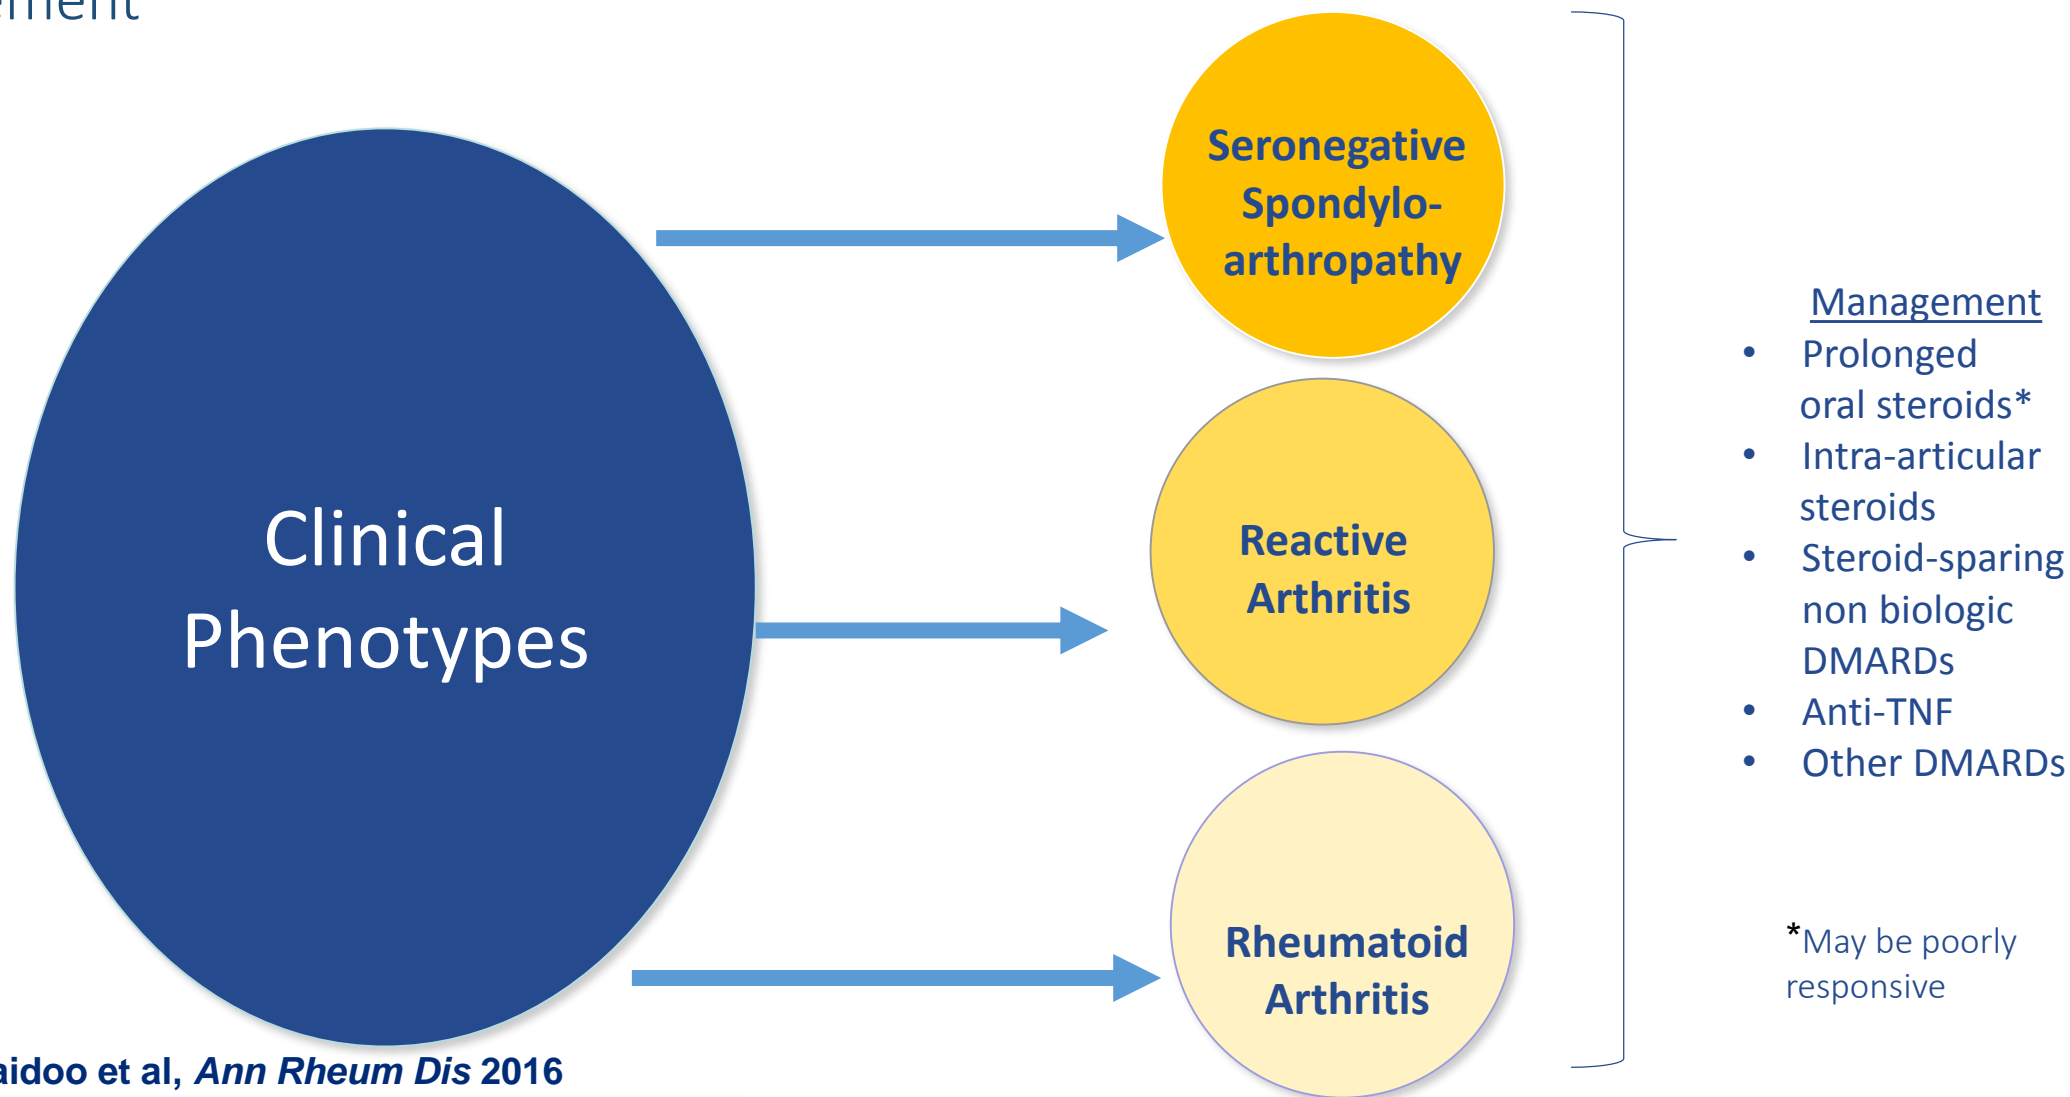 Clinical
Phenotypes
Seronegative
Spondylo-
arthropathy
Reactive
Arthritis
Rheumatoid
Arthritis
Management
• Prolonged
oral steroids*
• Intra-articular
steroids
• Steroid-sparing
non biologic
DMARDs
• Anti-TNF
• Other DMARDs
*May be poorly
responsive
et al, Ann Rheum Dis 2016